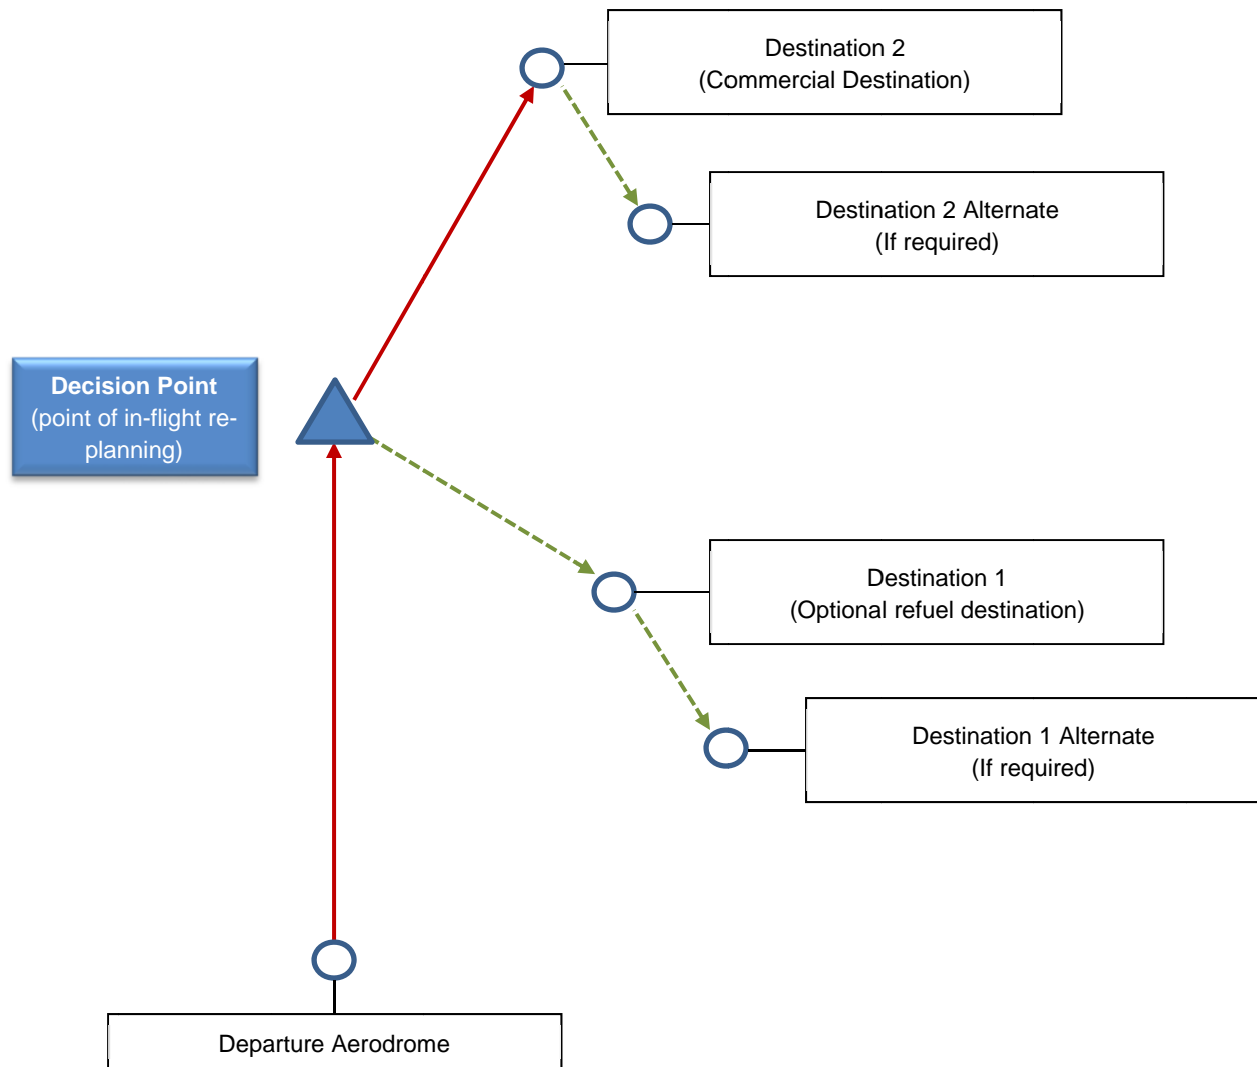 Destination 2
(Commercial Destination)
Destination 2 Alternate
(If required)
Decision Point
(point of in-flight re-
planning)
Destination 1
(Optional refuel destination)
Destination 1 Alternate
(If required)
Departure Aerodrome